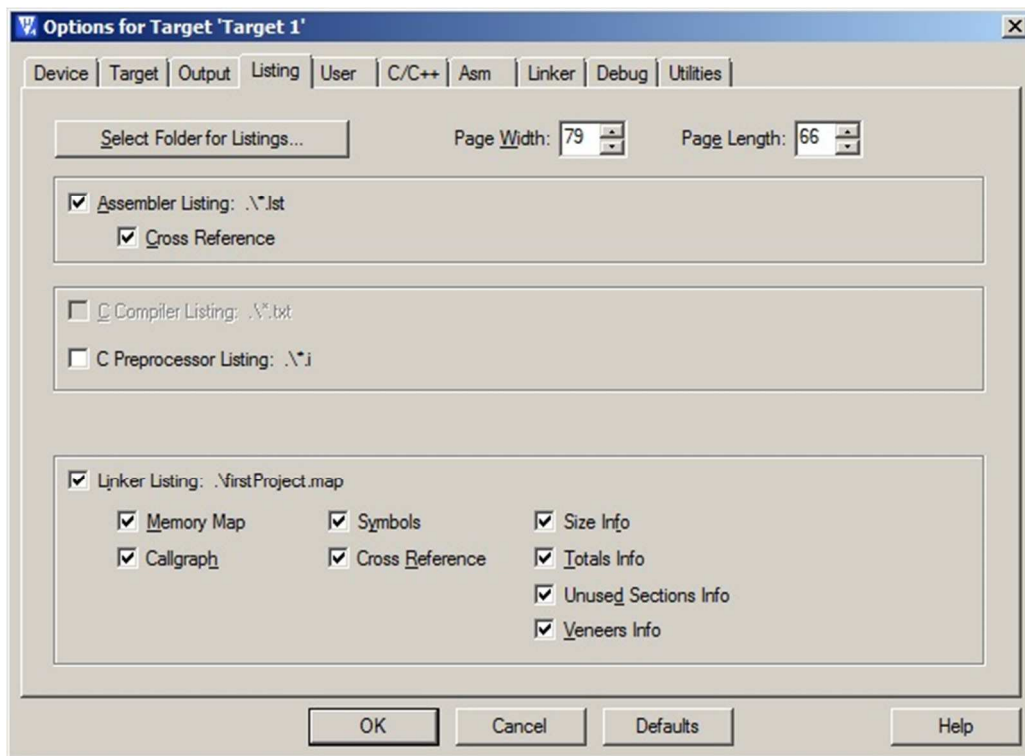 Options for Target 'Target 1'
Device Target Output Listing User C/C++ Asm Linker Debug Utilities
Select Folder for Listings... Page Width: 79 Page Length: 66
Assembler Listing: .\*.lst
Cross Reference
C Compiler Listing: .\*.txt
C Preprocessor Listing: .\*.i
Linker Listing: .\firstProject.map
Memory Map Symbols Size Info
Callgraph Cross Reference Totals Info
Unused Sections Info
Veneers Info
OK Cancel Defaults Help